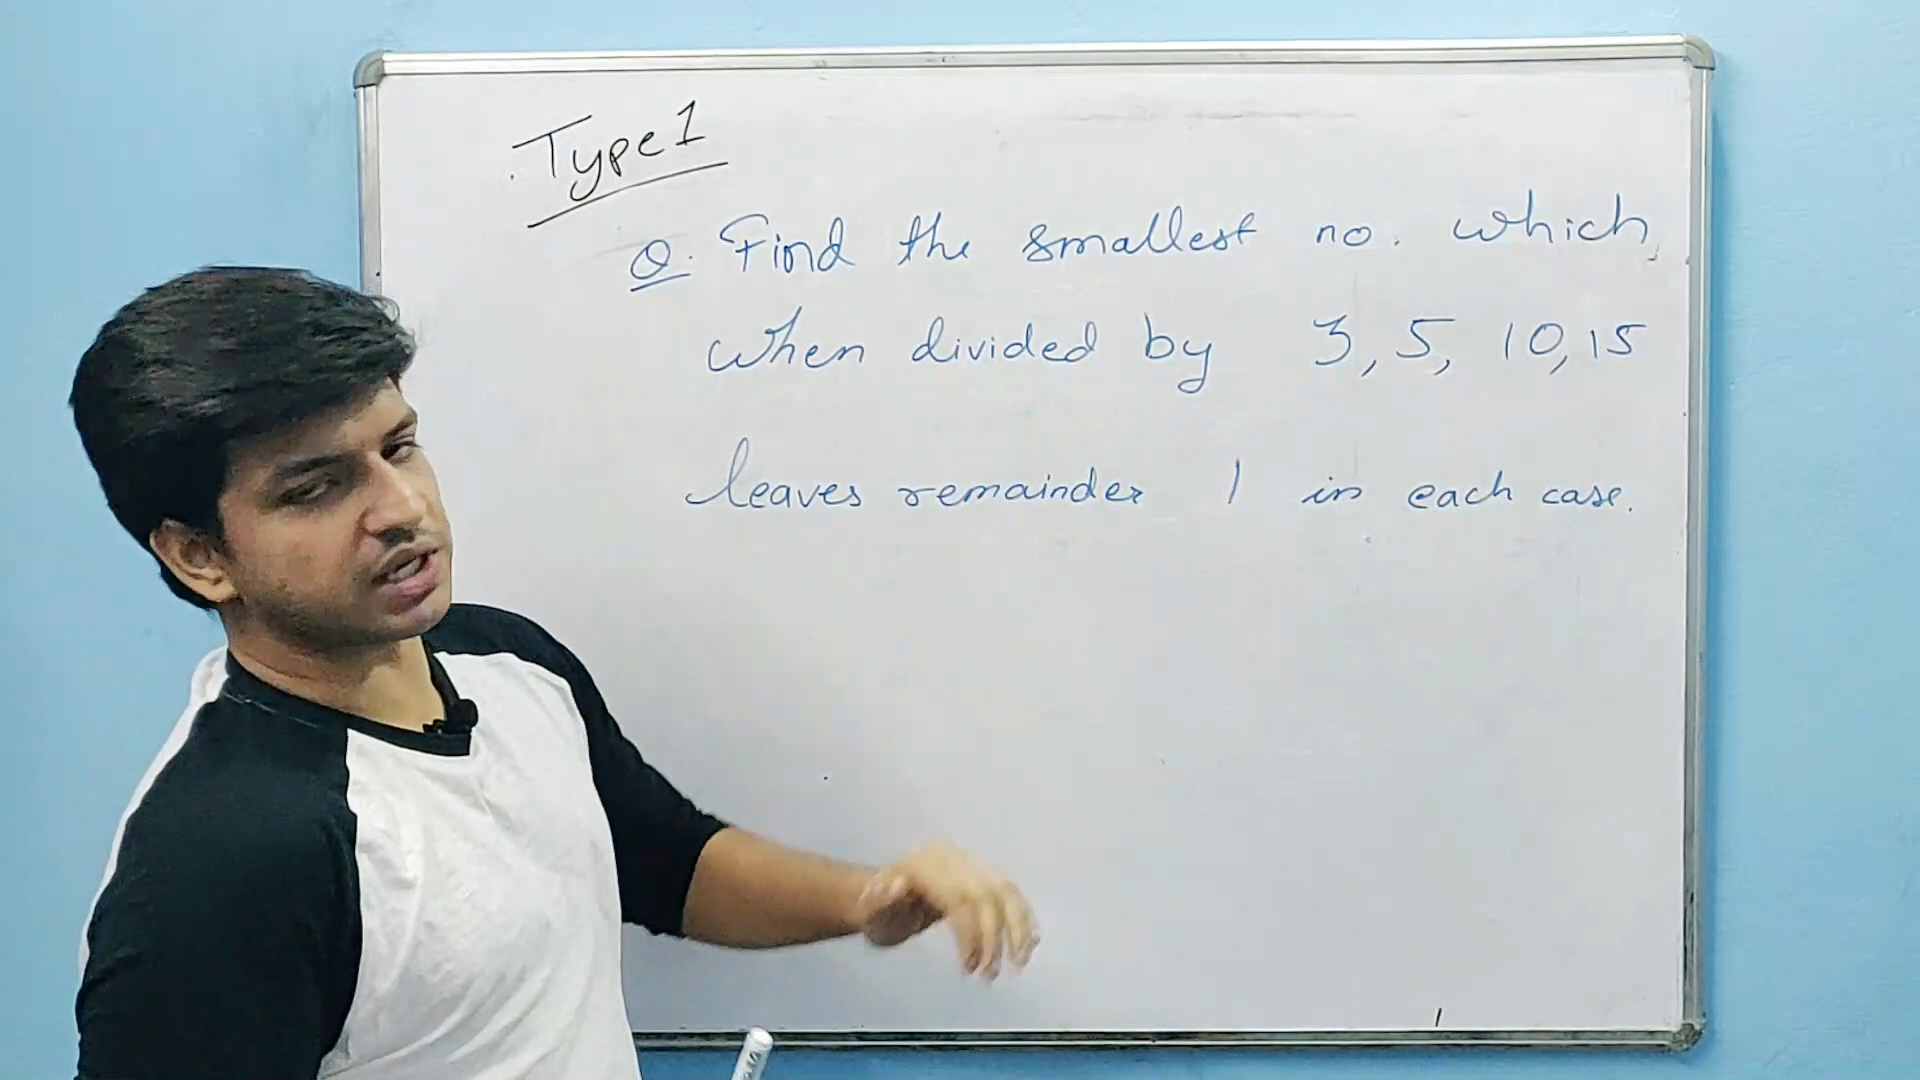 Type 1
Q. Find the smallest no. which,
when divided by 3, 5, 10, 15
leaves remainder 1 in each case.